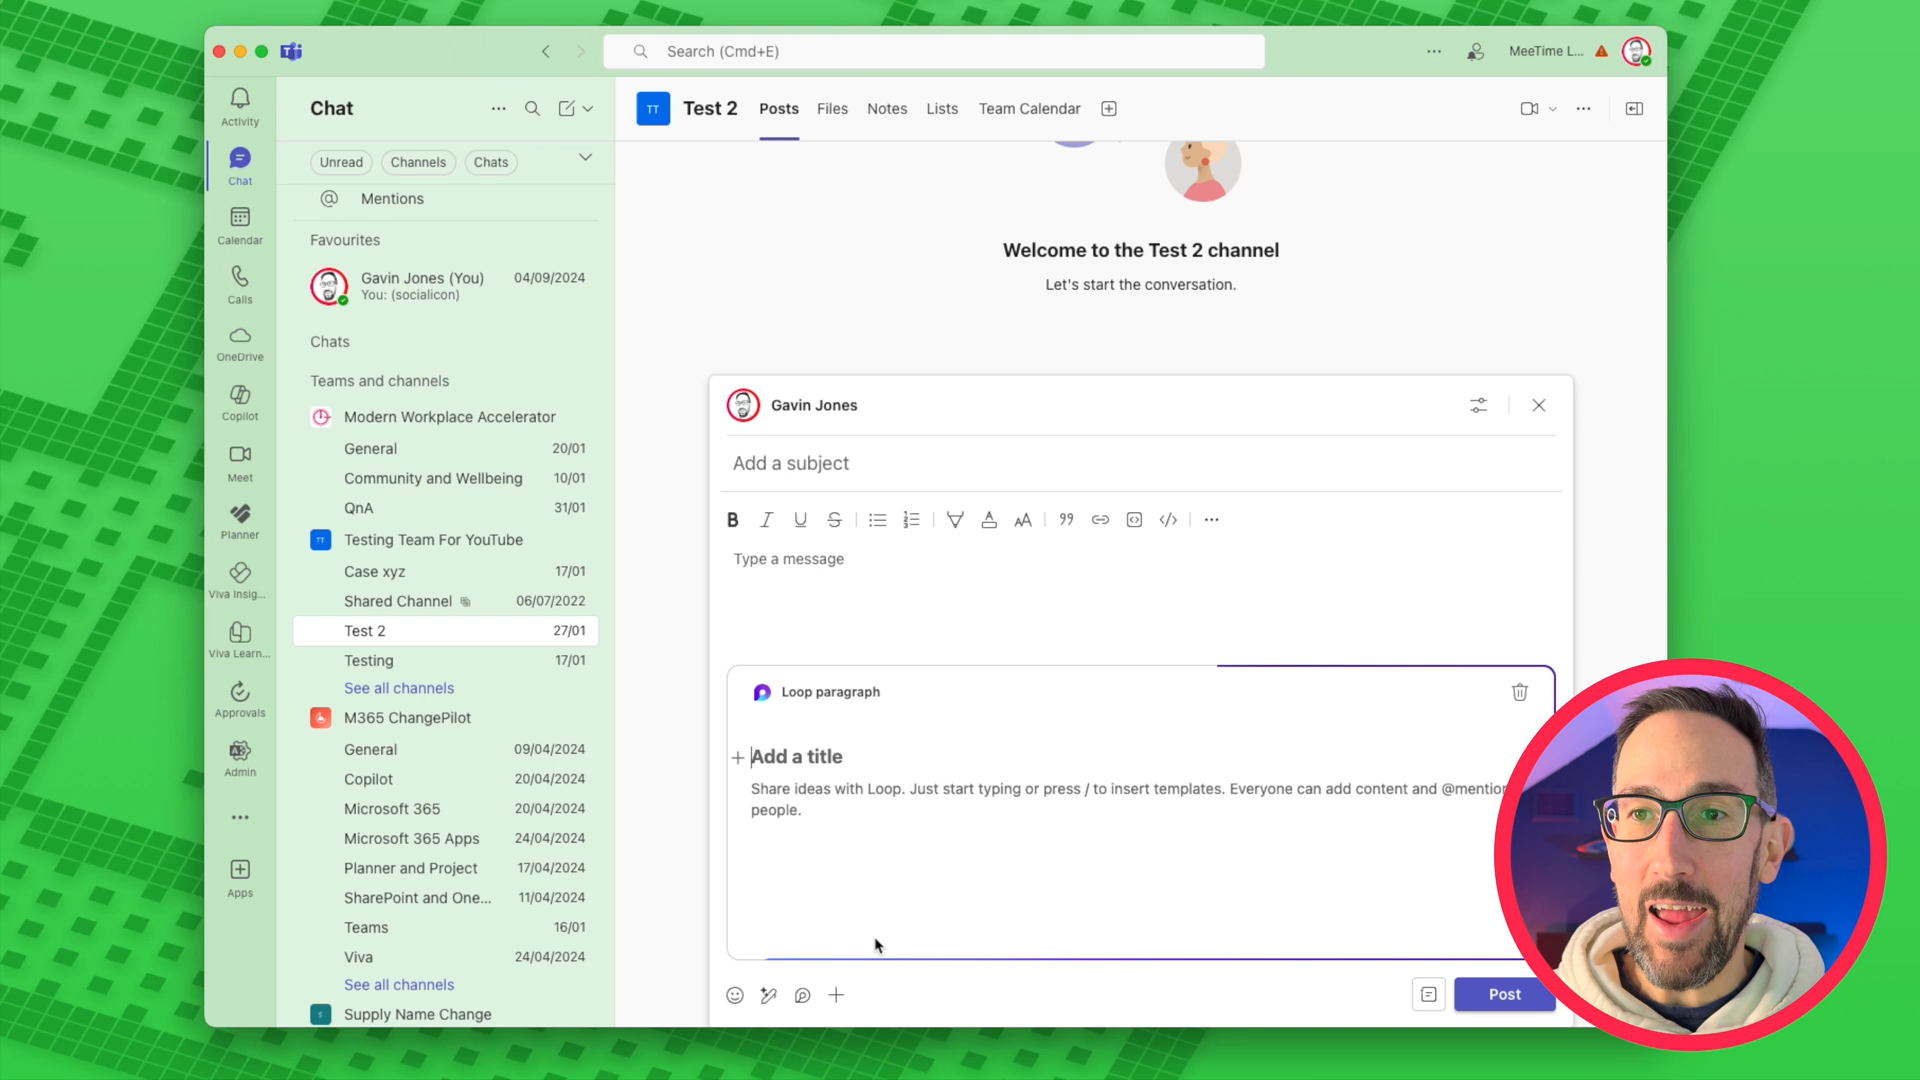 Search (Cmd+E)
MeeTime L...
Activity
Chat
Calendar
Calls
OneDrive
Copilot
Meet
Planner
Viva Insig...
Viva Learn...
Approvals
Admin
Apps
Chat
Unread
Channels
Chats
@ Mentions
Favourites
Gavin Jones (You) 04/09/2024
You: (socialicon)
Chats
Teams and channels
Modern Workplace Accelerator
General 20/01
Community and Wellbeing 10/01
QnA 31/01
TT Testing Team For YouTube
Case xyz 17/01
Shared Channel 06/07/2022
Test 2 27/01
Testing 17/01
See all channels
M365 ChangePilot
General 09/04/2024
Copilot 20/04/2024
Microsoft 365 20/04/2024
Microsoft 365 Apps 24/04/2024
Planner and Project 17/04/2024
SharePoint and One... 11/04/2024
Teams 16/01
Viva 24/04/2024
See all channels
S Supply Name Change
TT Test 2 Posts Files Notes Lists Team Calendar
Welcome to the Test 2 channel
Let's start the conversation.
Gavin Jones
Add a subject
Type a message
Loop paragraph
Add a title
Share ideas with Loop. Just start typing or press / to insert templates. Everyone can add content and @mention
people.
Post